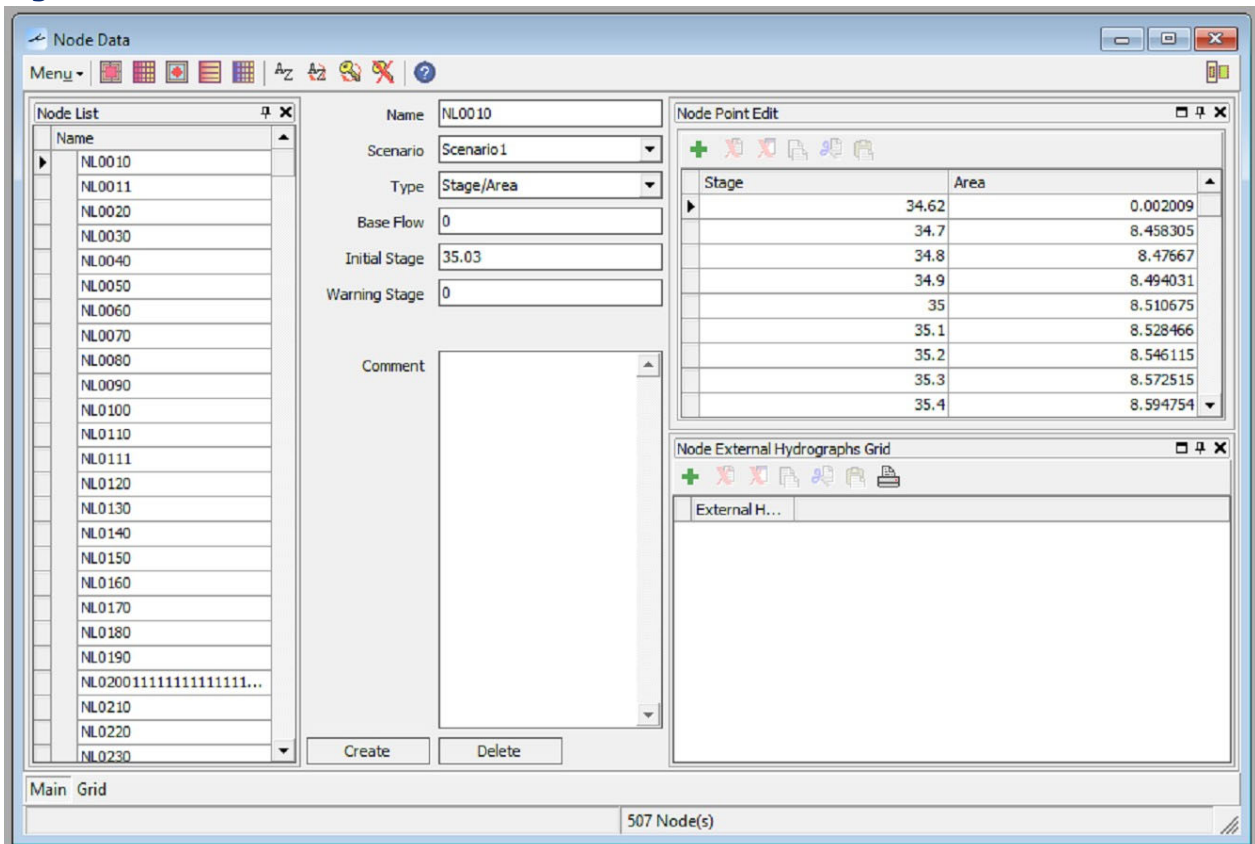 Node Data
Menu
Node List
Name
NL0010
NL0011
NL0020
NL0030
NL0040
NL0050
NL0060
NL0070
NL0080
NL0090
NL0100
NL0110
NL0111
NL0120
NL0130
NL0140
NL0150
NL0160
NL0170
NL0180
NL0190
NL020011111111111111...
NL0210
NL0220
NL0230
Name NL0010
Scenario Scenario1
Type Stage/Area
Base Flow 0
Initial Stage 35.03
Warning Stage 0
Comment
Create Delete
Node Point Edit
Stage Area
34.62 0.002009
34.7 8.458305
34.8 8.47667
34.9 8.494031
35 8.510675
35.1 8.528466
35.2 8.546115
35.3 8.572515
35.4 8.594754
Node External Hydrographs Grid
External H...
Main Grid
507 Node(s)